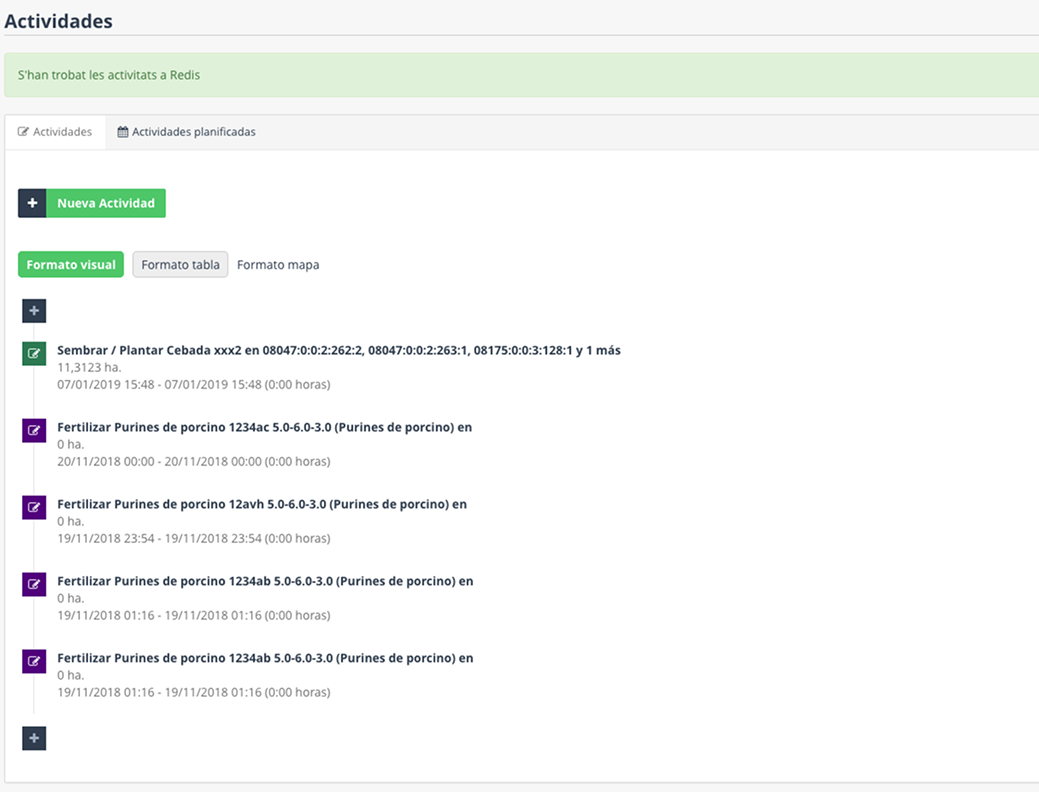 Actividades
S'han trobat les activitats a Redis
Actividades
Actividades planificadas
+ Nueva Actividad
Formato visual
Formato tabla
Formato mapa
+
Sembrar / Plantar Cebada xxx2 en 08047:0:0:2:262:2, 08047:0:0:2:263:1, 08175:0:0:3:128:1 y 1 más
11,3123 ha.
07/01/2019 15:48 - 07/01/2019 15:48 (0:00 horas)
Fertilizar Purines de porcino 1234ac 5.0-6.0-3.0 (Purines de porcino) en
0 ha.
20/11/2018 00:00 - 20/11/2018 00:00 (0:00 horas)
Fertilizar Purines de porcino 12avh 5.0-6.0-3.0 (Purines de porcino) en
0 ha.
19/11/2018 23:54 - 19/11/2018 23:54 (0:00 horas)
Fertilizar Purines de porcino 1234ab 5.0-6.0-3.0 (Purines de porcino) en
0 ha.
19/11/2018 01:16 - 19/11/2018 01:16 (0:00 horas)
Fertilizar Purines de porcino 1234ab 5.0-6.0-3.0 (Purines de porcino) en
0 ha.
19/11/2018 01:16 - 19/11/2018 01:16 (0:00 horas)
+